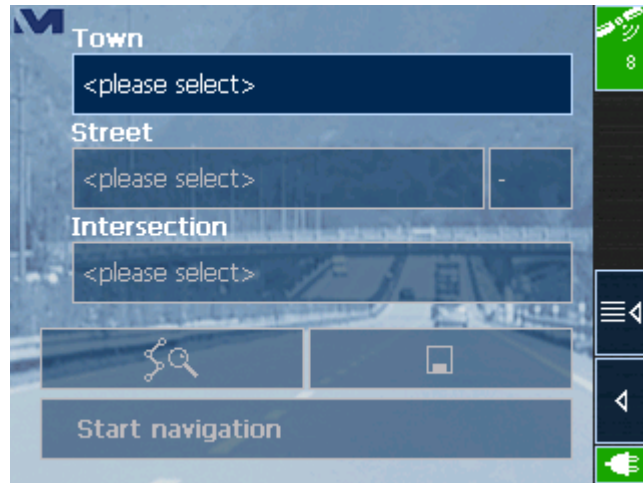 Town
8
<please select>
Street
<please select>
-
Intersection
<please select>
Start navigation